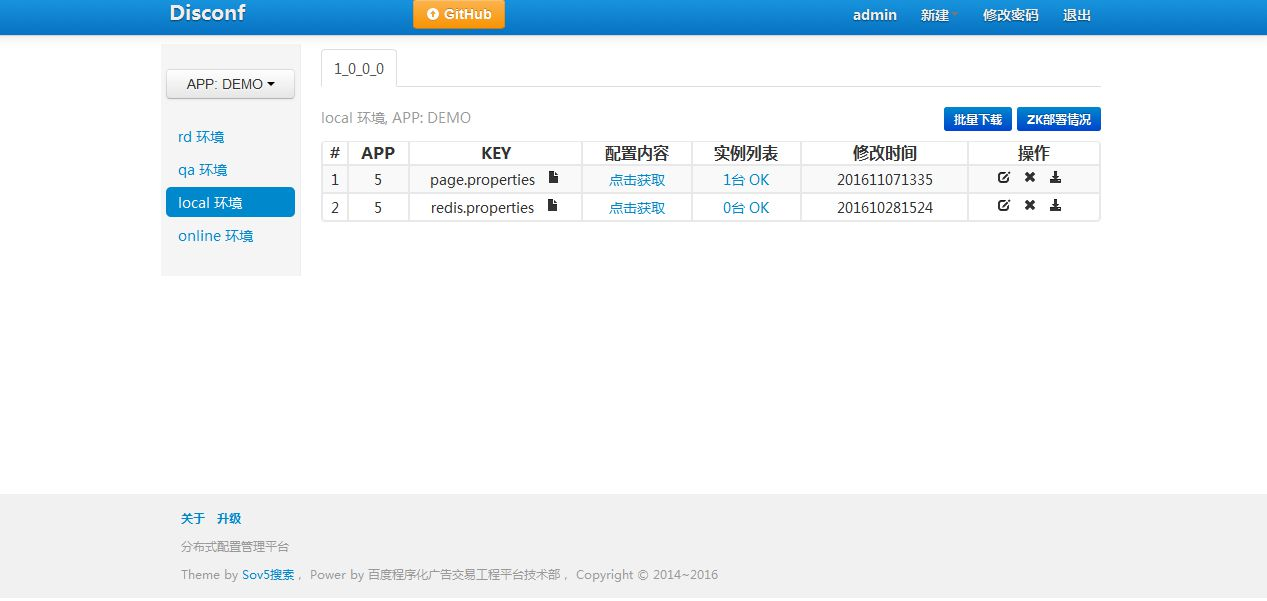 Disconf GitHub admin 新建 修改密码 退出
APP: DEMO
rd 环境
qa 环境
local 环境
online 环境
1_0_0_0
local 环境, APP: DEMO 批量下载 ZK部署情况
# APP KEY 配置内容 实例列表 修改时间 操作
1 5 page.properties 点击获取 1台 OK 201611071335
2 5 redis.properties 点击获取 0台 OK 201610281524
关于 升级
分布式配置管理平台
Theme by Sov5搜索 , Power by 百度程序化广告交易工程平台技术部 , Copyright © 2014~2016